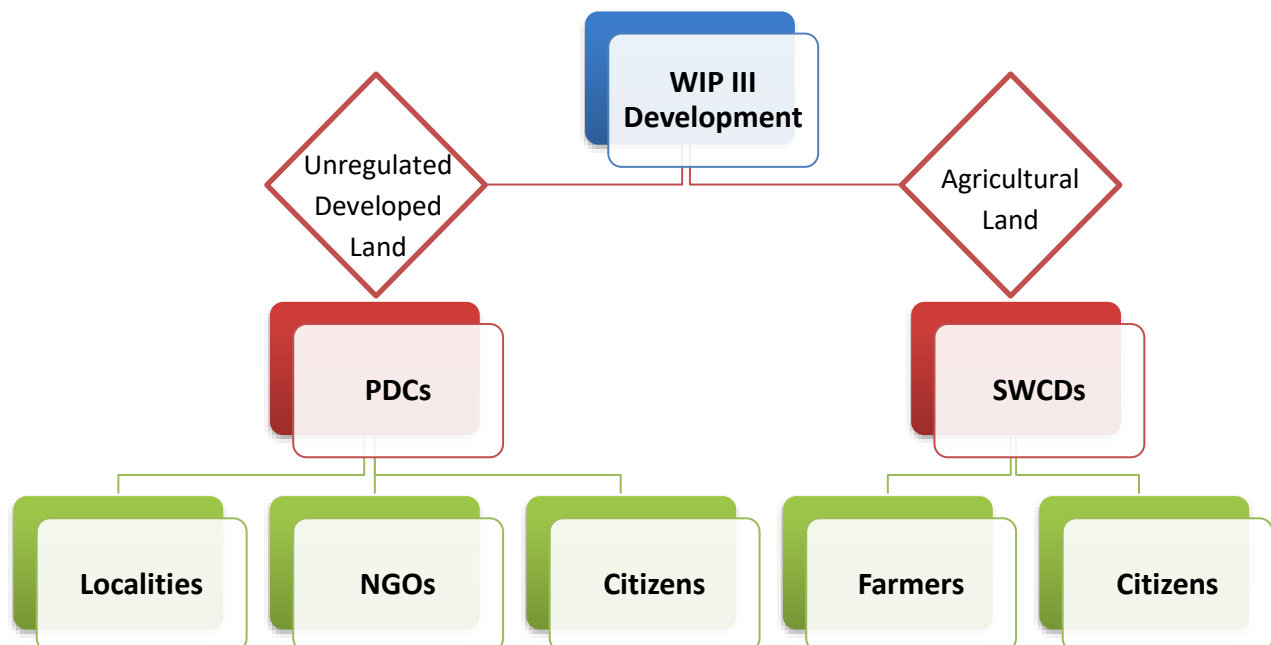 WIP III
Development
Unregulated
Developed
Land
Agricultural
Land
PDCs
SWCDs
Localities
NGOs
Citizens
Farmers
Citizens